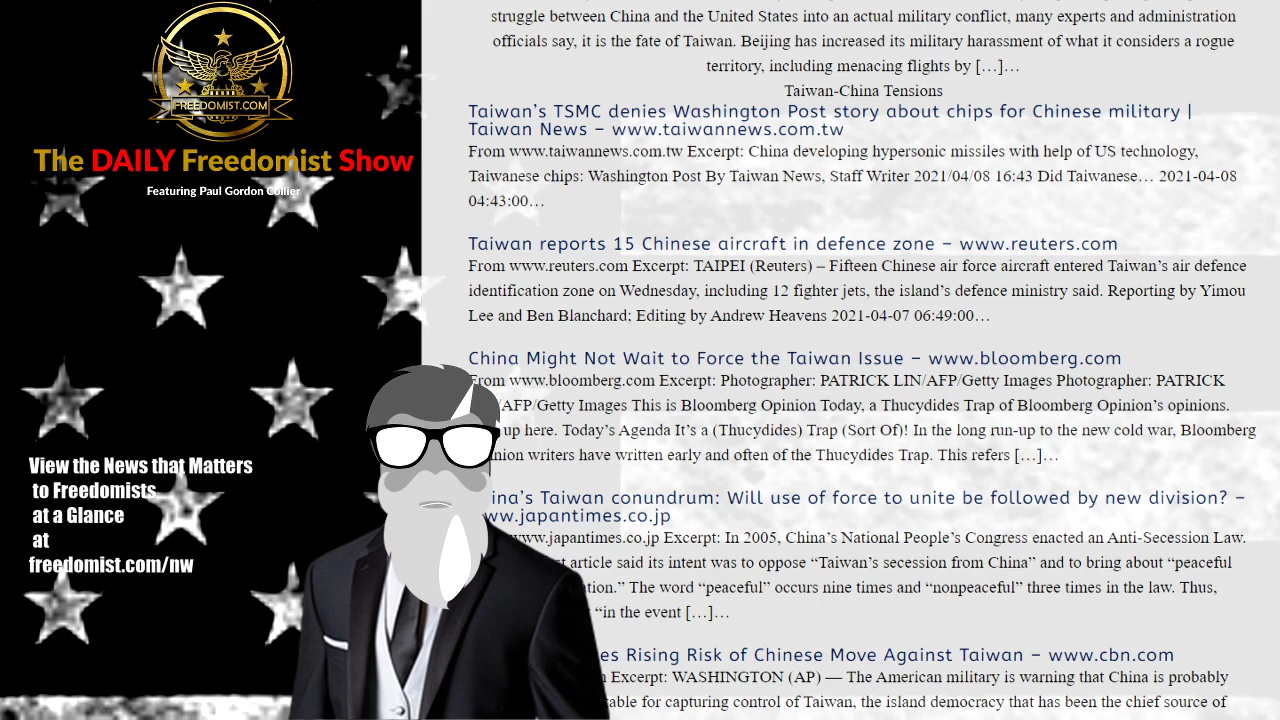 FREEDOMIST.COM
The DAILY Freedomist Show
Featuring Paul Gordon Collier
View the News that Matters
to Freedomists
at a Glance
at
freedomist.com/nw
struggle between China and the United States into an actual military conflict, many experts and administration
officials say, it is the fate of Taiwan. Beijing has increased its military harassment of what it considers a rogue
territory, including menacing flights by […]…
Taiwan-China Tensions
Taiwan’s TSMC denies Washington Post story about chips for Chinese military |
Taiwan News – www.taiwannews.com.tw
From www.taiwannews.com.tw Excerpt: China developing hypersonic missiles with help of US technology,
Taiwanese chips: Washington Post By Taiwan News, Staff Writer 2021/04/08 16:43 Did Taiwanese… 2021-04-08
04:43:00…
Taiwan reports 15 Chinese aircraft in defence zone – www.reuters.com
From www.reuters.com Excerpt: TAIPEI (Reuters) – Fifteen Chinese air force aircraft entered Taiwan’s air defence
identification zone on Wednesday, including 12 fighter jets, the island’s defence ministry said. Reporting by Yimou
Lee and Ben Blanchard; Editing by Andrew Heavens 2021-04-07 06:49:00…
China Might Not Wait to Force the Taiwan Issue – www.bloomberg.com
From www.bloomberg.com Excerpt: Photographer: PATRICK LIN/AFP/Getty Images Photographer: PATRICK
/AFP/Getty Images This is Bloomberg Opinion Today, a Thucydides Trap of Bloomberg Opinion’s opinions.
up here. Today’s Agenda It’s a (Thucydides) Trap (Sort Of)! In the long run-up to the new cold war, Bloomberg
nion writers have written early and often of the Thucydides Trap. This refers […]…
ina’s Taiwan conundrum: Will use of force to unite be followed by new division? –
ww.japantimes.co.jp
www.japantimes.co.jp Excerpt: In 2005, China’s National People’s Congress enacted an Anti-Secession Law.
st article said its intent was to oppose “Taiwan’s secession from China” and to bring about “peaceful
tion.” The word “peaceful” occurs nine times and “nonpeaceful” three times in the law. Thus,
“in the event […]…
es Rising Risk of Chinese Move Against Taiwan – www.cbn.com
Excerpt: WASHINGTON (AP) — The American military is warning that China is probably
table for capturing control of Taiwan, the island democracy that has been the chief source of